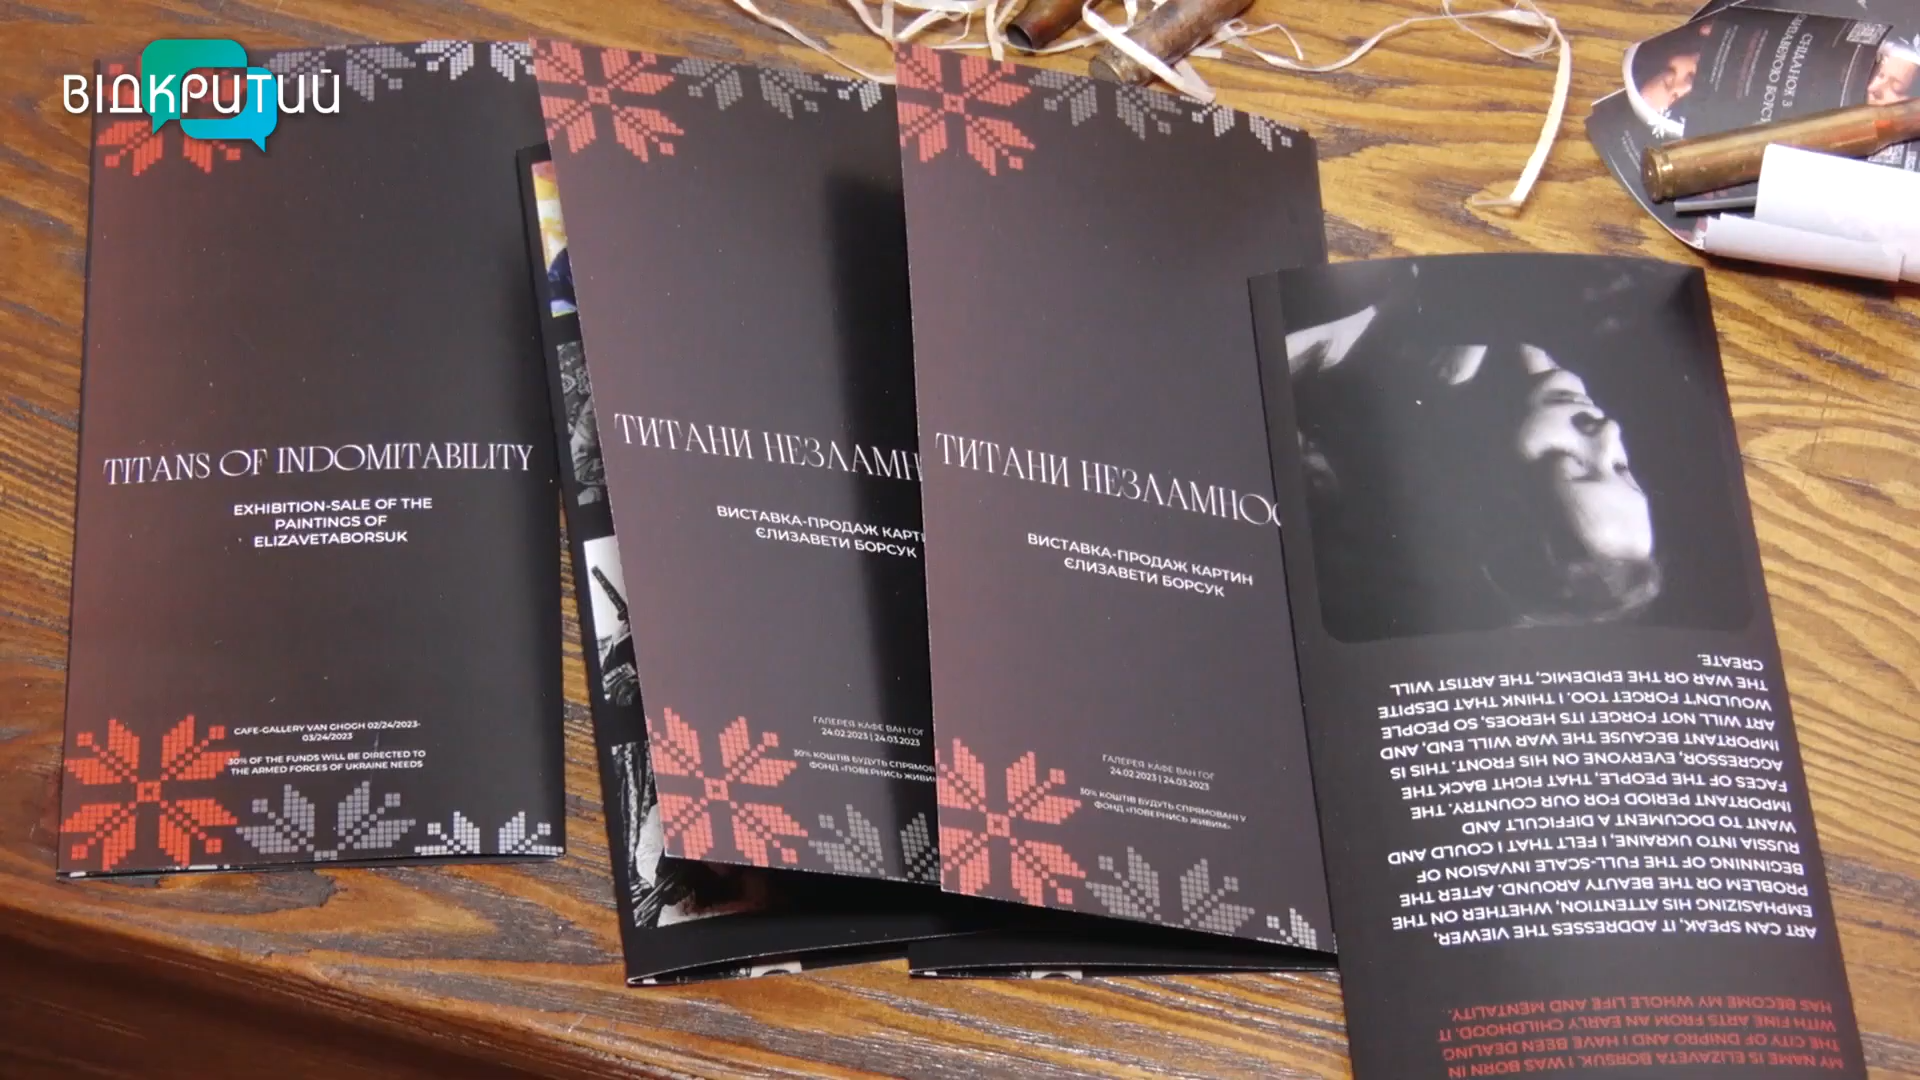 ВІДКРИТИЙ
TITANS OF INDOMITABILITY
EXHIBITION-SALE OF THE
PAINTINGS OF
ELIZAVETABORSUK
CAFE-GALLERY VAN GHOGH 02/24/2023-
03/24/2023
30% OF THE FUNDS WILL BE DIRECTED TO
THE ARMED FORCES OF UKRAINE NEEDS
ТИТАНИ НЕЗЛАМН
ВИСТАВКА-ПРОДАЖ КАРТИ
ЄЛИЗАВЕТИ БОРСУК
ГАЛЕРЕЯ КАФЕ ВАН ГОГ
24.02.2023 | 24.03.2023
30% КОШТІВ БУДУТЬ СПРЯМОВ
ФОНД «ПОВЕРНИСЬ ЖИВИМ
ТИТАНИ НЕЗЛАМНОС
ВИСТАВКА-ПРОДАЖ КАРТИН
ЄЛИЗАВЕТИ БОРСУК
ГАЛЕРЕЯ КАФЕ ВАН ГОГ
24.02.2023 | 24.03.2023
30% КОШТІВ БУДУТЬ СПРЯМОВАНІ У
ФОНД «ПОВЕРНИСЬ ЖИВИМ»
MY NAME IS ELIZAVETA BORSUK. I WAS BORN IN
THE CITY OF DNIPRO AND I HAVE BEEN DEALING
WITH FINE ARTS FROM AN EARLY CHILDHOOD. IT
HAS BECOME MY WHOLE LIFE AND MENTALITY.
ART CAN SPEAK, IT ADDRESSES THE VIEWER,
EMPHASIZING HIS ATTENTION, WHETHER ON THE
PROBLEM OR THE BEAUTY AROUND. AFTER THE
BEGINNING OF THE FULL-SCALE INVASION OF
RUSSIA INTO UKRAINE, I FELT THAT I COULD AND
WANT TO DOCUMENT A DIFFICULT AND
IMPORTANT PERIOD FOR OUR COUNTRY. THE
FACES OF THE PEOPLE, THAT FIGHT BACK THE
AGGRESSOR, EVERYONE ON HIS FRONT. THIS IS
IMPORTANT BECAUSE THE WAR WILL END, AND,
ART WILL NOT FORGET ITS HEROES, SO PEOPLE
WOULDN'T FORGET TOO. I THINK THAT DESPITE
THE WAR OR THE EPIDEMIC, THE ARTIST WILL
CREATE.